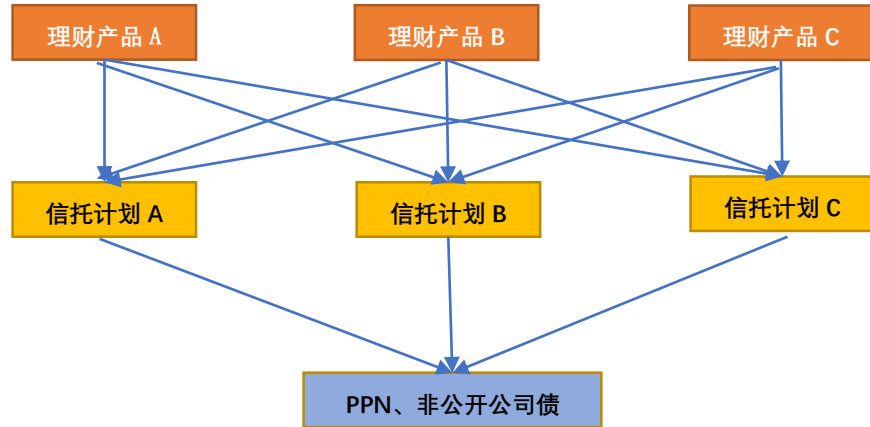 理财产品 A
理财产品 B
理财产品 C
信托计划 A
信托计划 B
信托计划 C
PPN、非公开公司债